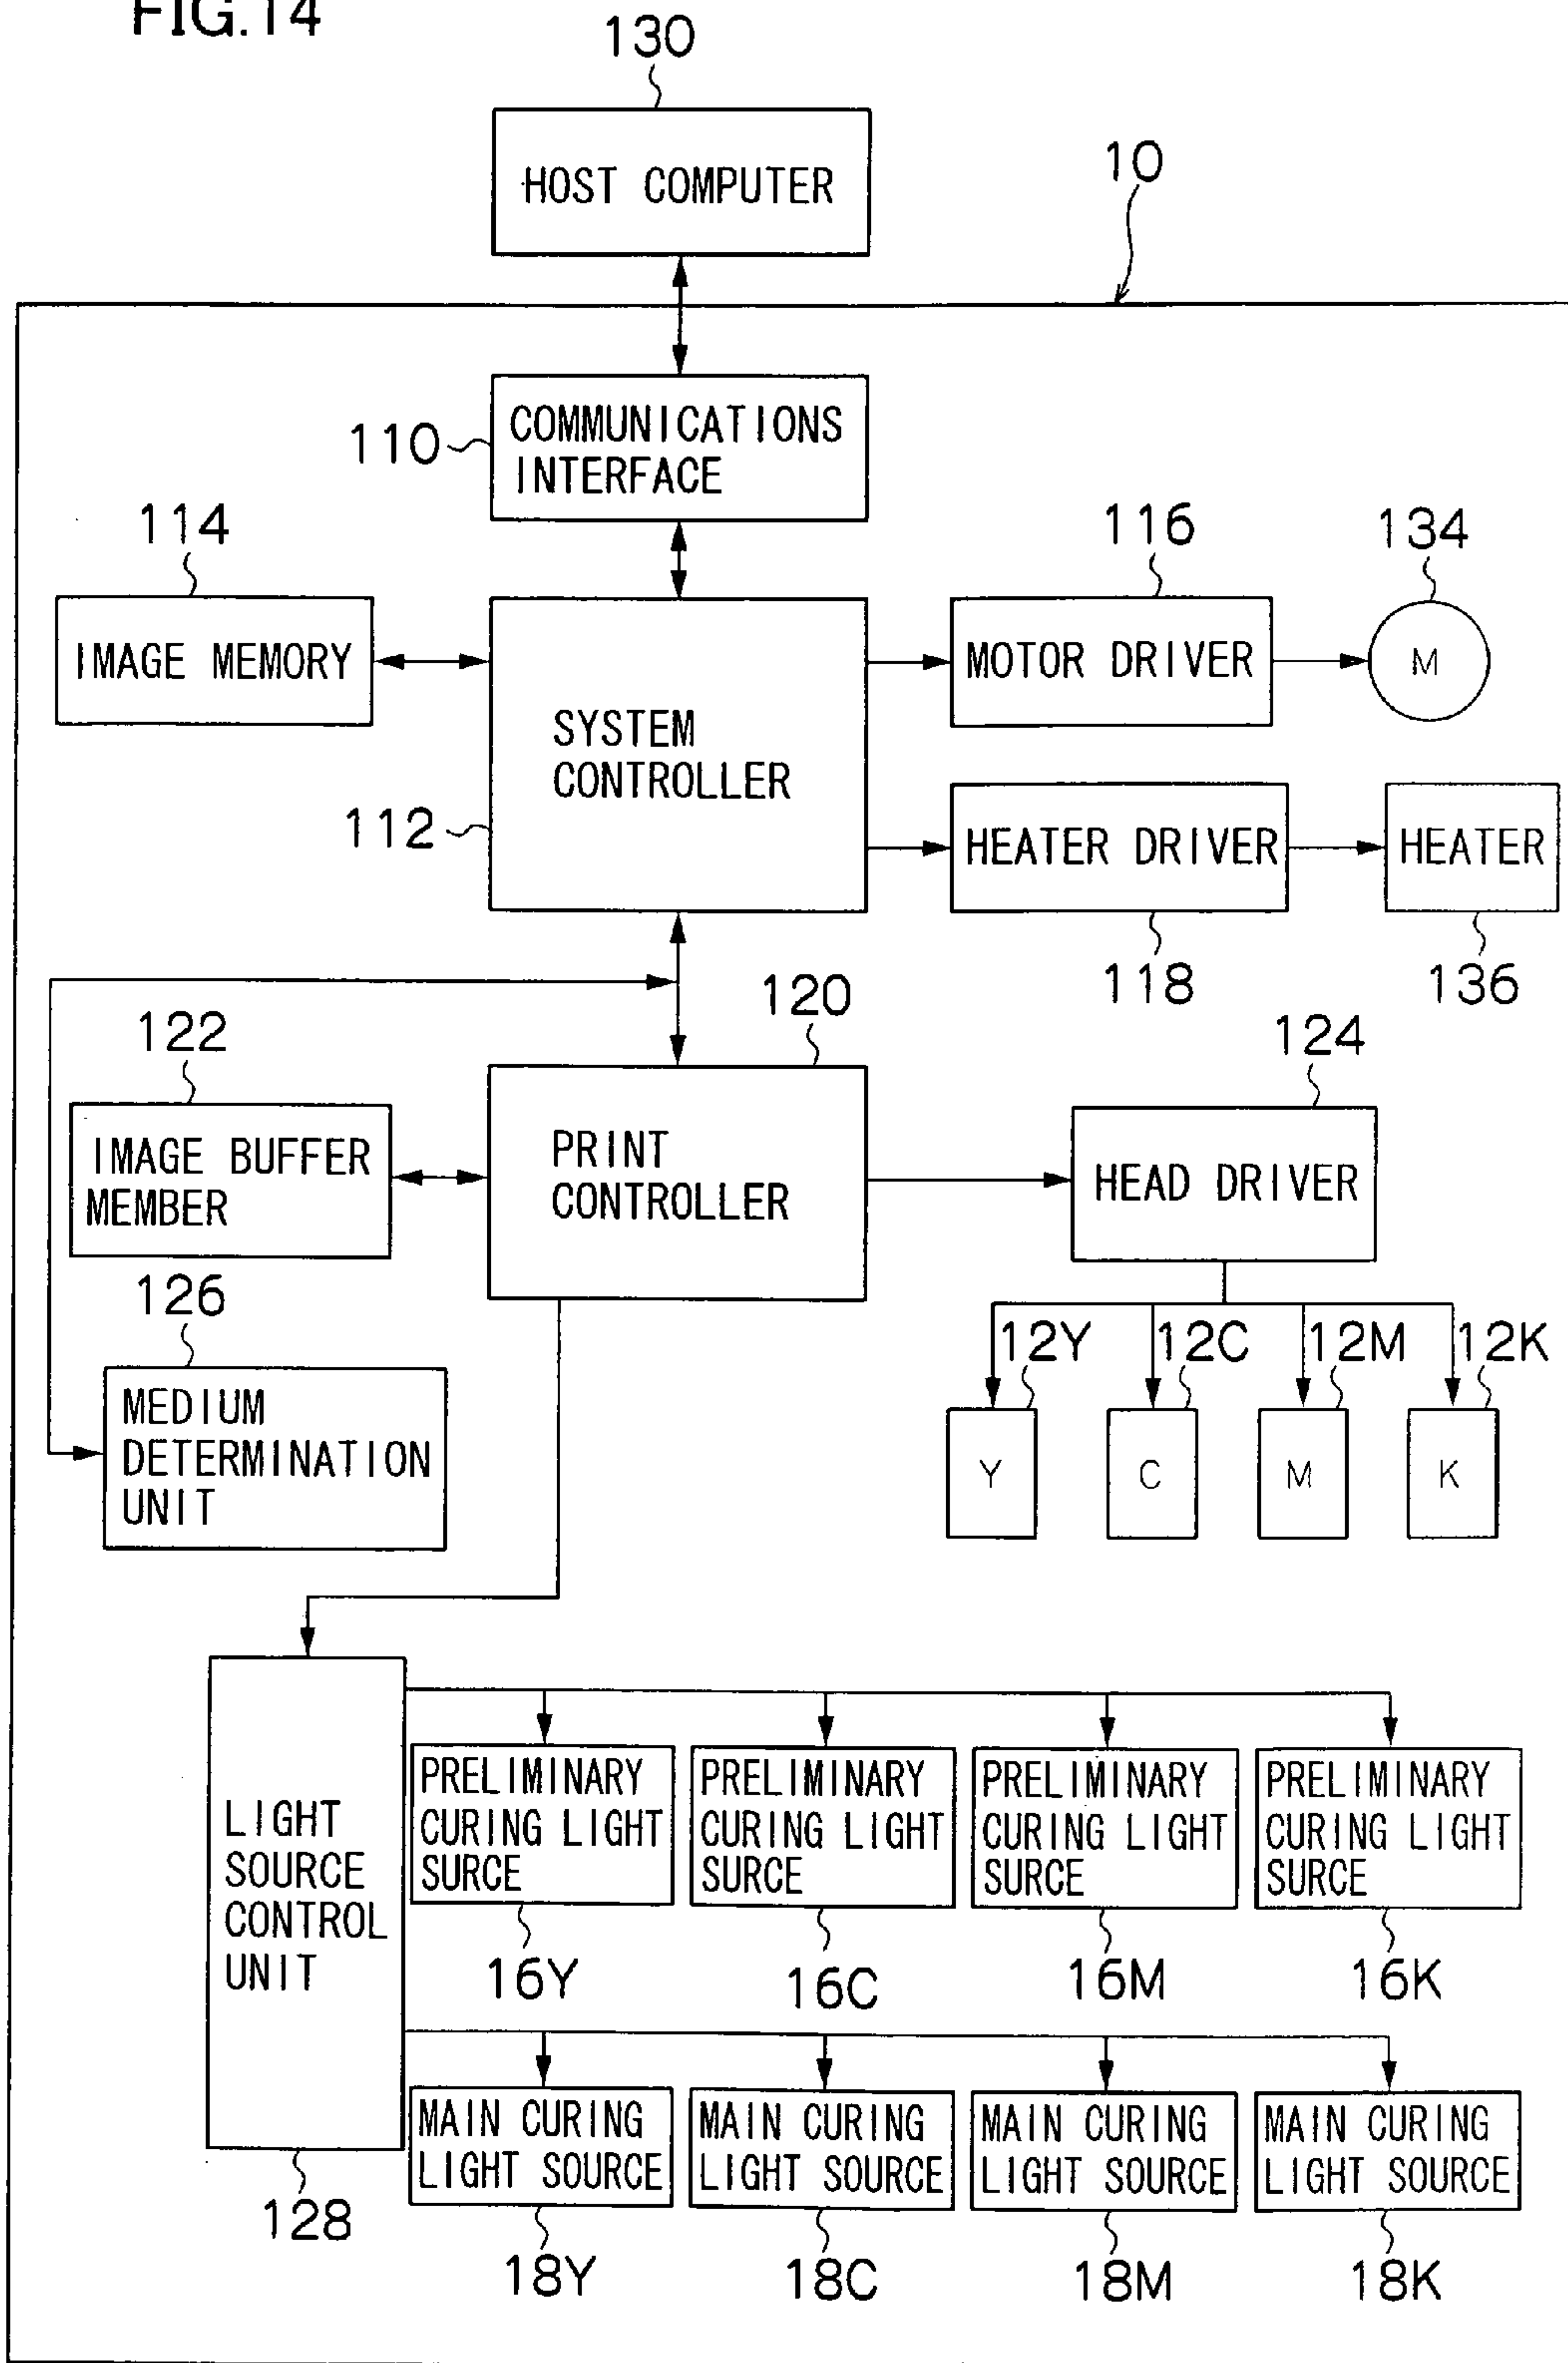 FIG.14
130
HOST COMPUTER
10
110
COMMUNICATIONS
INTERFACE
114
IMAGE MEMORY
116
MOTOR DRIVER
134
M
SYSTEM
CONTROLLER
112
HEATER DRIVER
HEATER
118
136
120
122
IMAGE BUFFER
MEMBER
PRINT
CONTROLLER
124
HEAD DRIVER
126
MEDIUM
DETERMINATION
UNIT
12Y
12C
12M
12K
Y
C
M
K
LIGHT
SOURCE
CONTROL
UNIT
128
PRELIMINARY
CURING LIGHT
SURCE
16Y
PRELIMINARY
CURING LIGHT
SURCE
16C
PRELIMINARY
CURING LIGHT
SURCE
16M
PRELIMINARY
CURING LIGHT
SURCE
16K
MAIN CURING
LIGHT SOURCE
18Y
MAIN CURING
LIGHT SOURCE
18C
MAIN CURING
LIGHT SOURCE
18M
MAIN CURING
LIGHT SOURCE
18K